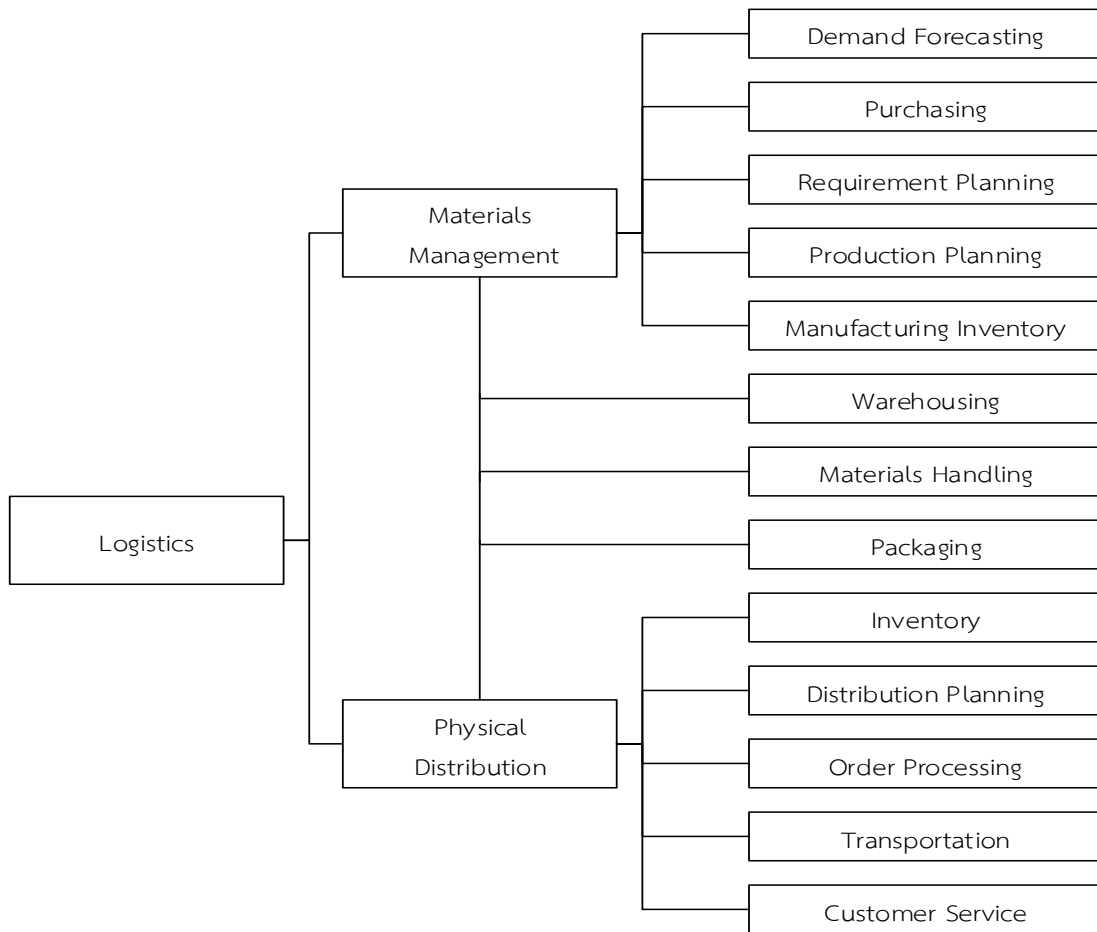 Demand Forecasting
Purchasing
Requirement Planning
Materials
Management
Production Planning
Manufacturing Inventory
Warehousing
Materials Handling
Logistics
Packaging
Inventory
Distribution Planning
Physical
Distribution
Order Processing
Transportation
Customer Service